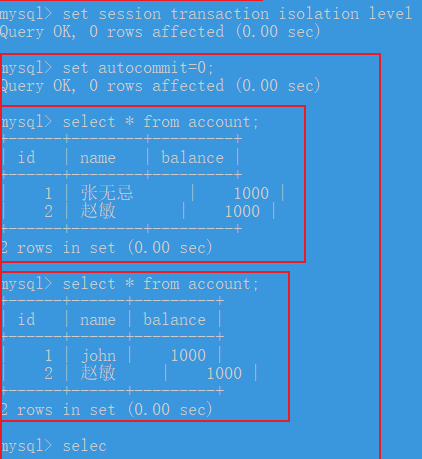 mysql> set session transaction isolation level
Query OK, 0 rows affected (0.00 sec)
mysql> set autocommit=0;
Query OK, 0 rows affected (0.00 sec)
mysql> select * from account;
+------+------+---------+
| id | name | balance |
+------+------+---------+
| 1 | 张无忌 | 1000 |
| 2 | 赵敏 | 1000 |
+------+------+---------+
2 rows in set (0.00 sec)
mysql> select * from account;
+------+------+---------+
| id | name | balance |
+------+------+---------+
| 1 | john | 1000 |
| 2 | 赵敏 | 1000 |
+------+------+---------+
2 rows in set (0.00 sec)
mysql> selec